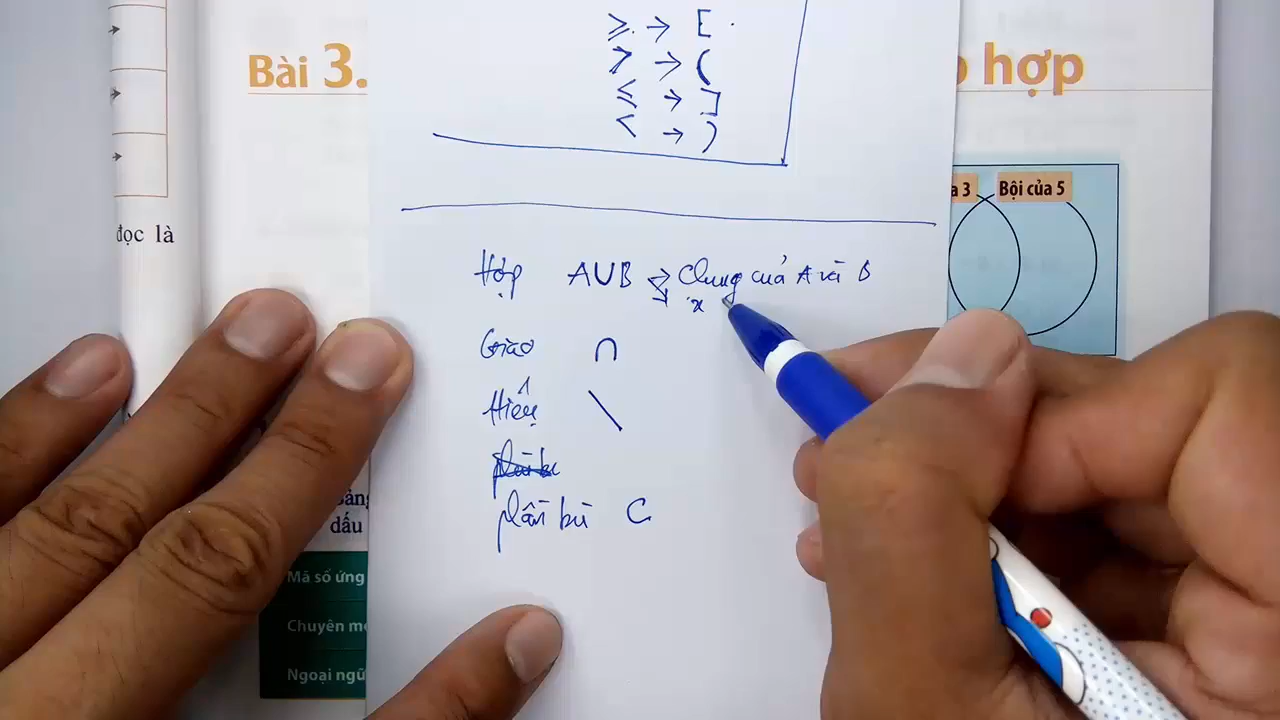 ≥ → [
> → (
≤ → ]
< → )
Bài 3.
hợp
a 3
Bội của 5
đọc là
Hợp A∪B ⇔ Chung của A và B
x
Giao ∩
Hiệu \
phần bù C
dấu
Mã số ứng
Chuyên m
Ngoại ngữ